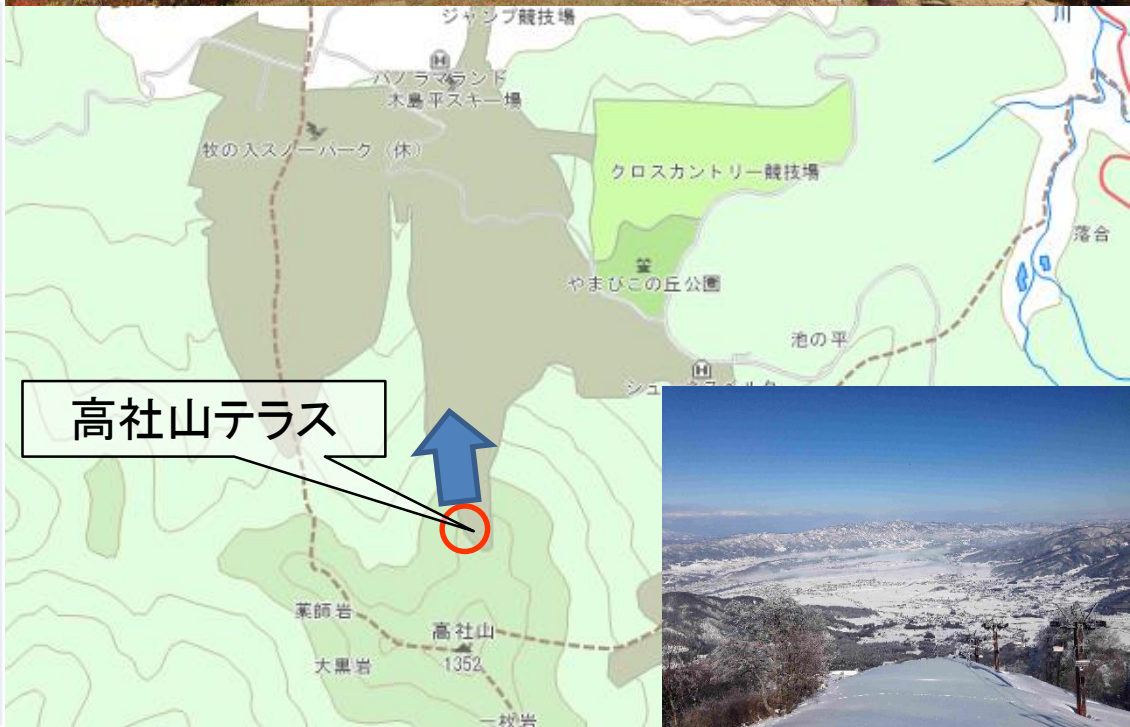 ジャンプ競技場
川
パノラマランド
木島平スキー場
牧の入スノーパーク (休)
クロスカントリー競技場
落合
やまびこの丘公園
池の平
高社山テラス
薬師岩
高社山
大黒岩
1352
一枚岩